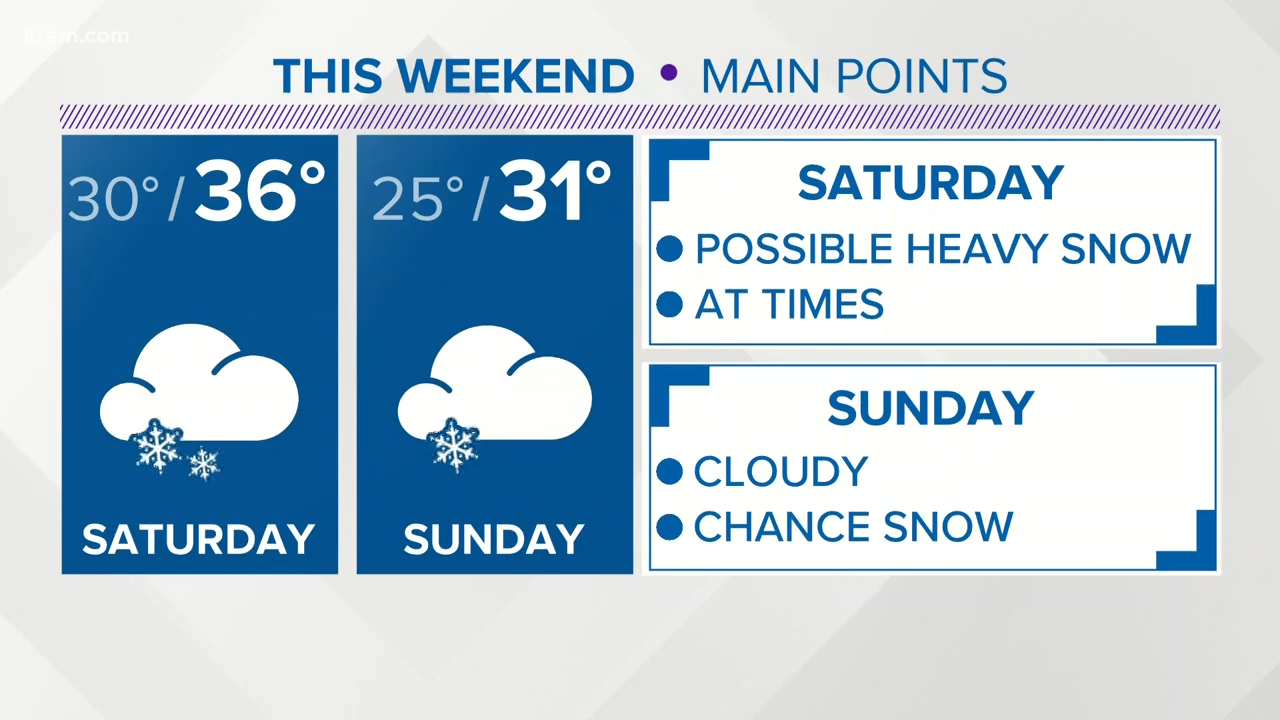 THIS WEEKEND • MAIN POINTS
30°/36°
25°/31°
SATURDAY
SUNDAY
SATURDAY
● POSSIBLE HEAVY SNOW
● AT TIMES
SUNDAY
● CLOUDY
● CHANCE SNOW